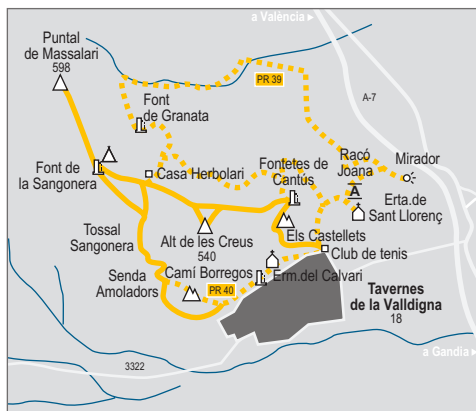 a València
Puntal
de Massalari
598
PR 39
A-7
Font
de Granata
Font de
la Sangonera
Casa Herbolari
Fontetes de
Cantús
Racó
Joana
Mirador
A
Erta.de
Sant Llorenç
Tossal
Sangonera
Alt de les Creus
540
Els Castellets
Club de tenis
Senda
Amoladors
Camí Borregos
PR 40
Erm.del Calvari
Tavernes
de la Valldigna
18
a Gandia
3322